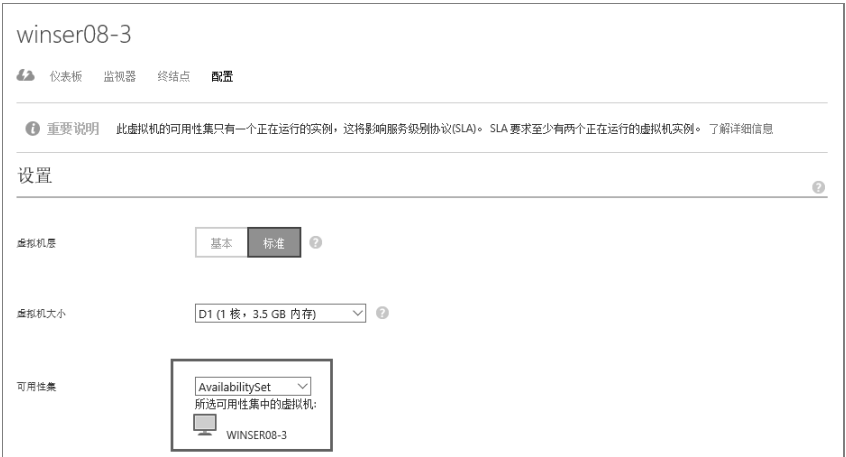 winser08-3
仪表板 监视器 终结点 配置
重要说明 此虚拟机的可用性集只有一个正在运行的实例，这将影响服务级别协议(SLA)。 SLA 要求至少有两个正在运行的虚拟机实例。 了解详细信息
设置
?
虚拟机层 基本 标准 ?
虚拟机大小 D1 (1 核，3.5 GB 内存) ?
可用性集 AvailabilitySet
所选可用性集中的虚拟机:
WINSER08-3